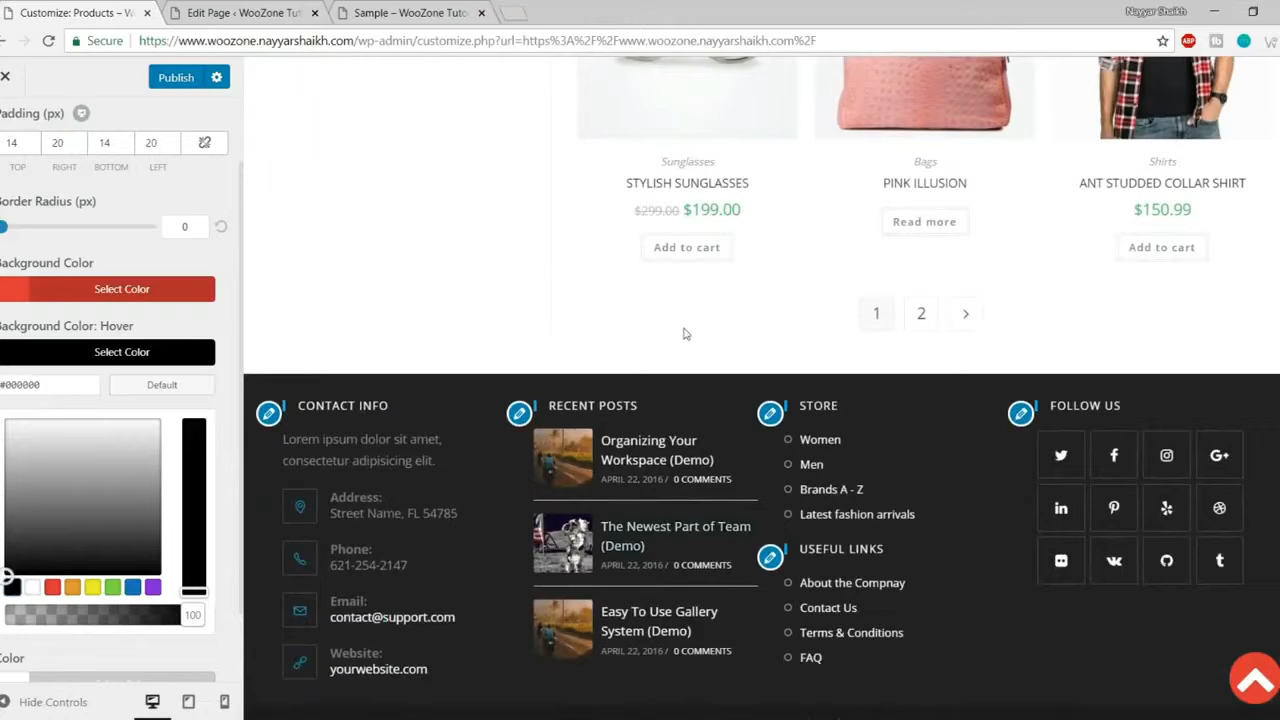 Customize: Products – W
Edit Page ‹ WooZone Tut
Sample – WooZone Tuto
Nayyar Shaikh
Secure
https://www.woozone.nayyarshaikh.com/wp-admin/customize.php?url=https%3A%2F%2Fwww.woozone.nayyarshaikh.com%2F
ABP
Publish
Padding (px)
14 20 14 20
TOP RIGHT BOTTOM LEFT
Border Radius (px)
0
Background Color
Select Color
Background Color: Hover
Select Color
#000000
Default
100
Color
Hide Controls
Sunglasses
STYLISH SUNGLASSES
$299.00 $199.00
Add to cart
Bags
PINK ILLUSION
Read more
Shirts
ANT STUDDED COLLAR SHIRT
$150.99
Add to cart
1 2 >
CONTACT INFO
Lorem ipsum dolor sit amet,
consectetur adipisicing elit.
Address:
Street Name, FL 54785
Phone:
621-254-2147
Email:
contact@support.com
Website:
yourwebsite.com
RECENT POSTS
Organizing Your
Workspace (Demo)
APRIL 22, 2016 / 0 COMMENTS
The Newest Part of Team
(Demo)
APRIL 22, 2016 / 0 COMMENTS
Easy To Use Gallery
System (Demo)
APRIL 22, 2016 / 0 COMMENTS
STORE
Women
Men
Brands A - Z
Latest fashion arrivals
USEFUL LINKS
About the Compnay
Contact Us
Terms & Conditions
FAQ
FOLLOW US